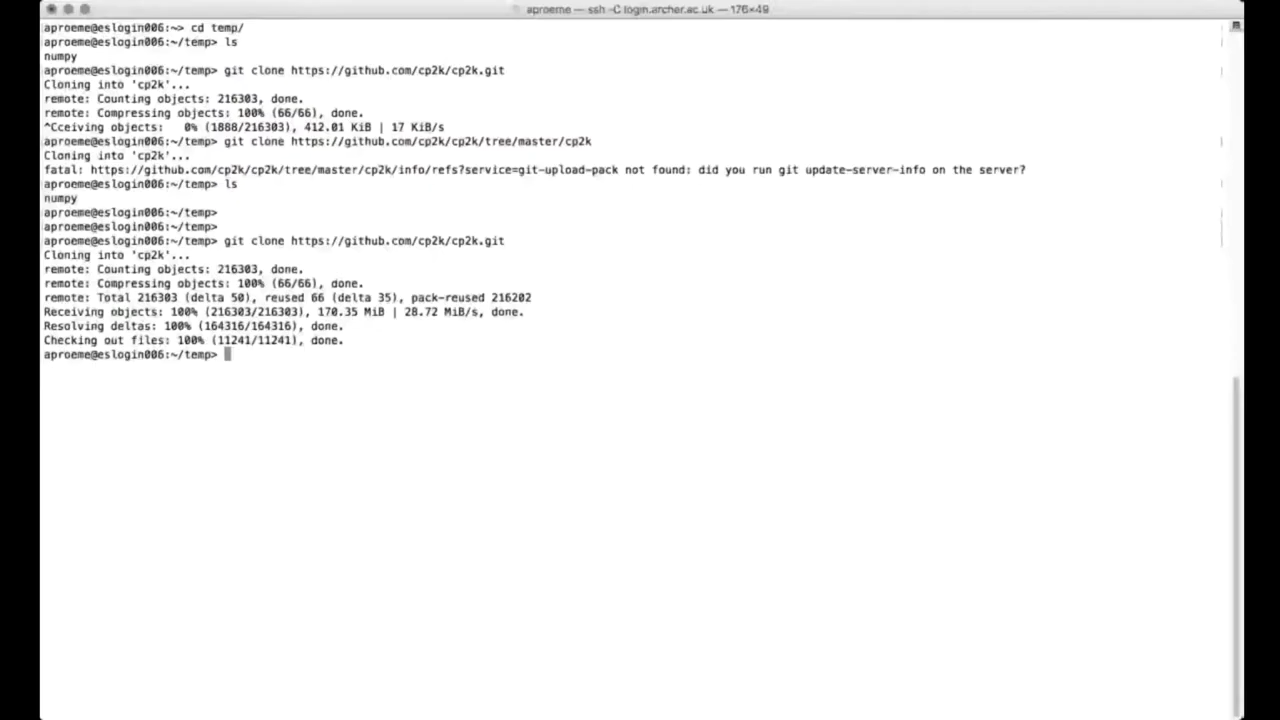 aproeme — ssh -C login.archer.ac.uk — 176×49
aproeme@eslogin006:~> cd temp/
aproeme@eslogin006:~/temp> ls
numpy
aproeme@eslogin006:~/temp> git clone https://github.com/cp2k/cp2k.git
Cloning into 'cp2k'...
remote: Counting objects: 216303, done.
remote: Compressing objects: 100% (66/66), done.
^Cceiving objects:   0% (1888/216303), 412.01 KiB | 17 KiB/s
aproeme@eslogin006:~/temp> git clone https://github.com/cp2k/cp2k/tree/master/cp2k
Cloning into 'cp2k'...
fatal: https://github.com/cp2k/cp2k/tree/master/cp2k/info/refs?service=git-upload-pack not found: did you run git update-server-info on the server?
aproeme@eslogin006:~/temp> ls
numpy
aproeme@eslogin006:~/temp>
aproeme@eslogin006:~/temp>
aproeme@eslogin006:~/temp> git clone https://github.com/cp2k/cp2k.git
Cloning into 'cp2k'...
remote: Counting objects: 216303, done.
remote: Compressing objects: 100% (66/66), done.
remote: Total 216303 (delta 50), reused 66 (delta 35), pack-reused 216202
Receiving objects: 100% (216303/216303), 170.35 MiB | 28.72 MiB/s, done.
Resolving deltas: 100% (164316/164316), done.
Checking out files: 100% (11241/11241), done.
aproeme@eslogin006:~/temp>